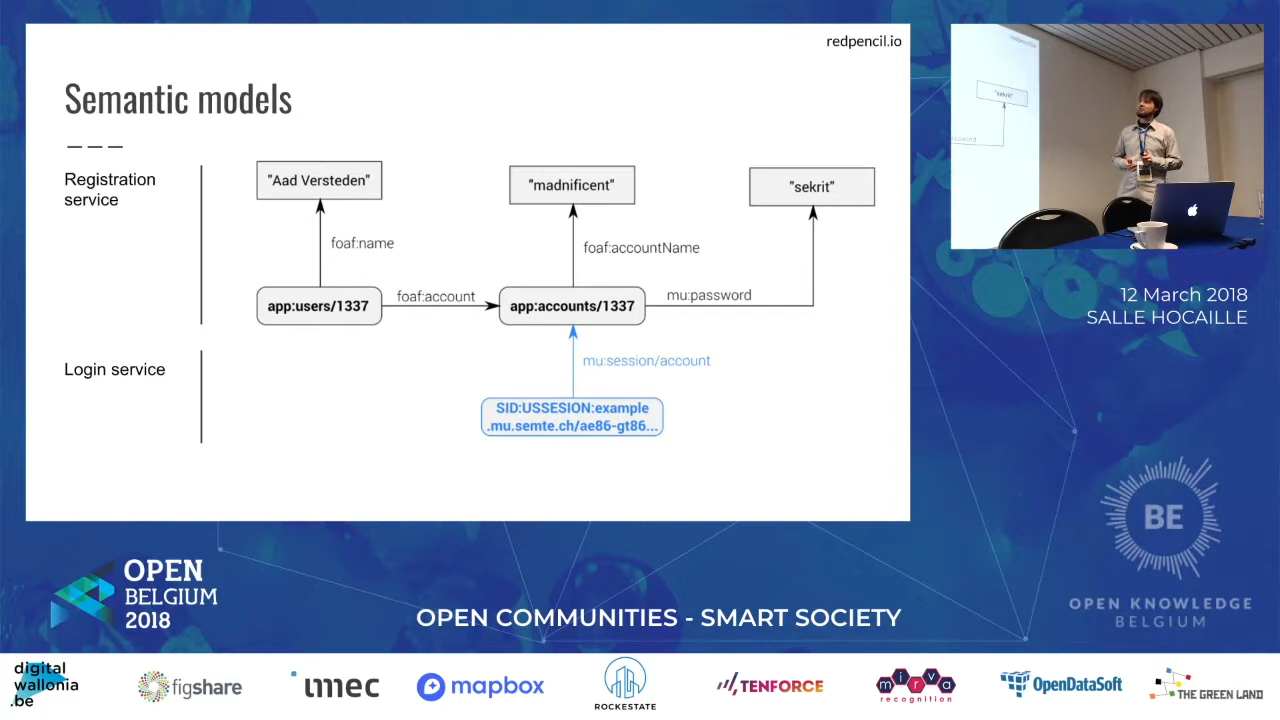 redpencil.io
Semantic models
Registration
service
"Aad Versteden"
"madnificent"
"sekrit"
foaf:name
foaf:accountName
app:users/1337
foaf:account
app:accounts/1337
mu:password
mu:session/account
Login service
SID:USSESION:example
.mu.semte.ch/ae86-gt86...
"sekrit"
12 March 2018
SALLE HOCAILLE
BE
OPEN KNOWLEDGE
BELGIUM
OPEN
BELGIUM
2018
OPEN COMMUNITIES - SMART SOCIETY
digital
wallonia
.be
figshare
imec
mapbox
ROCKESTATE
TENFORCE
mirva
recognition
OpenDataSoft
THE GREEN LAND